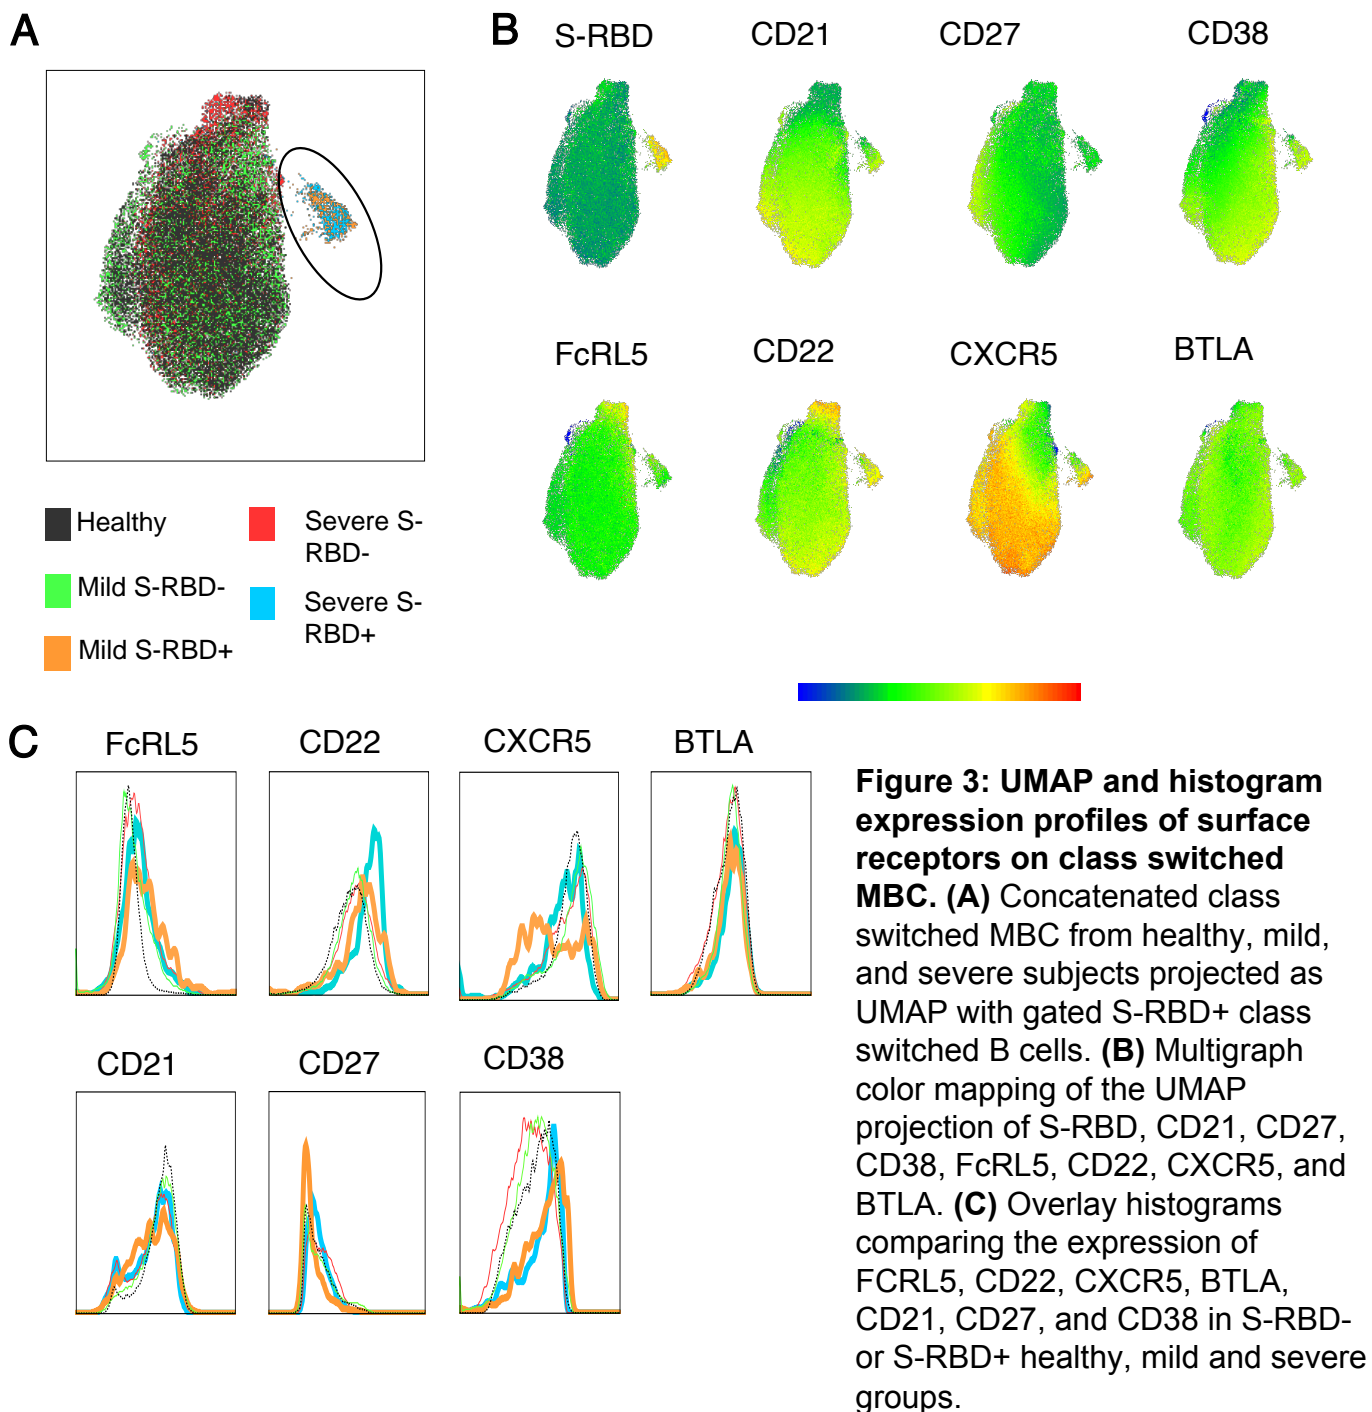 A
B
S-RBD
CD21
CD27
CD38
FcRL5
CD22
CXCR5
BTLA
Healthy
Mild S-RBD-
Mild S-RBD+
Severe S-
RBD-
Severe S-
RBD+
C
FcRL5
CD22
CXCR5
BTLA
CD21
CD27
CD38
Figure 3: UMAP and histogram
expression profiles of surface
receptors on class switched
MBC. (A) Concatenated class
switched MBC from healthy, mild,
and severe subjects projected as
UMAP with gated S-RBD+ class
switched B cells. (B) Multigraph
color mapping of the UMAP
projection of S-RBD, CD21, CD27,
CD38, FcRL5, CD22, CXCR5, and
BTLA. (C) Overlay histograms
comparing the expression of
FCRL5, CD22, CXCR5, BTLA,
CD21, CD27, and CD38 in S-RBD-
or S-RBD+ healthy, mild and severe
groups.